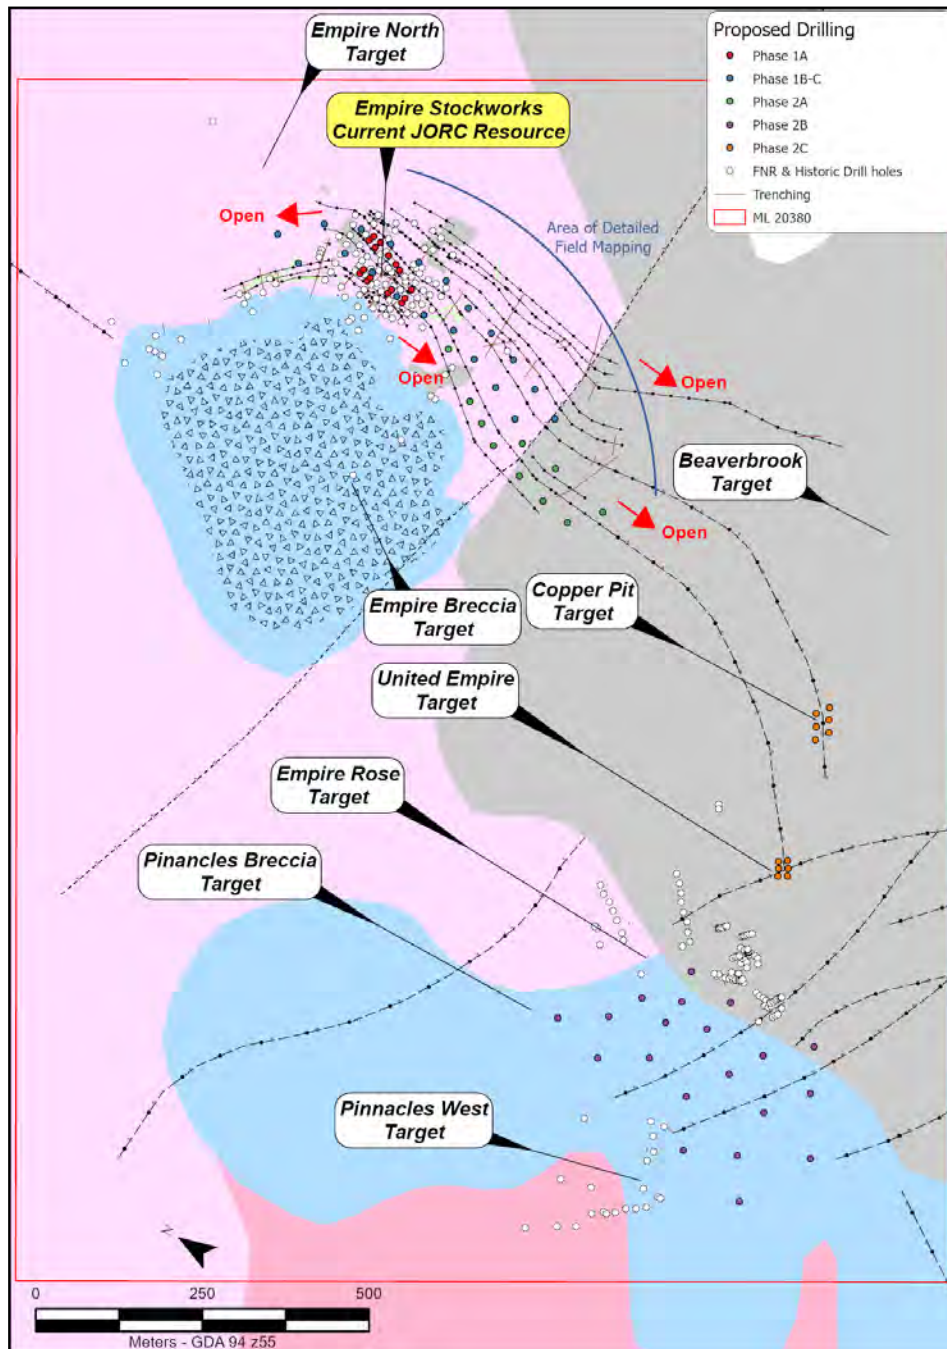 Empire North
Target
Empire Stockworks
Current JORC Resource
Proposed Drilling
Phase 1A
Phase 1B-C
Phase 2A
Phase 2B
Phase 2C
FNR & Historic Drill holes
Trenching
ML 20380
Open
Area of Detailed
Field Mapping
Open
Open
Beaverbrook
Target
Open
Empire Breccia
Target
Copper Pit
Target
United Empire
Target
Empire Rose
Target
Pinancles Breccia
Target
Pinnacles West
Target
N
0 250 500
Meters - GDA 94 z55